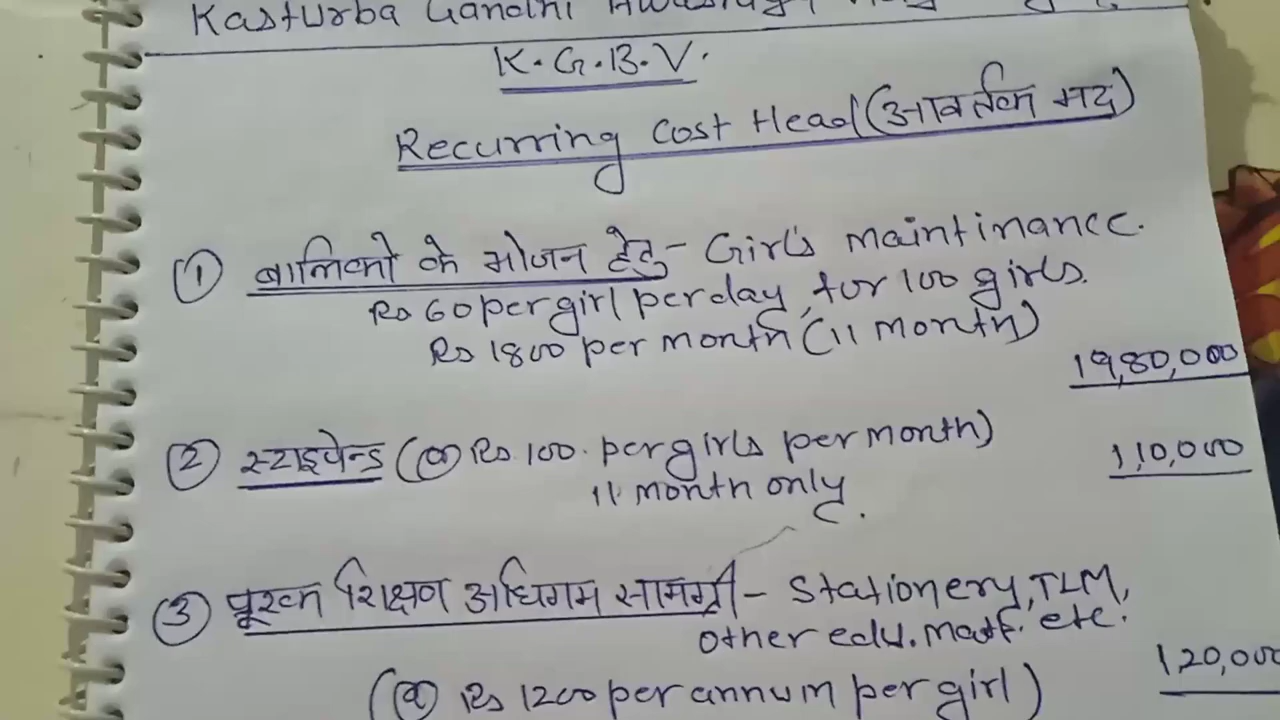 Kasturba Gandhi
K.G.B.V.
Recurring Cost Head (आवर्तक मद)
① बालिको के भोजन हेतु - Girl's maintinance.
Rs 60 per girl per day, for 100 girls.
Rs 1800 per month (11 month)
19,80,000
② स्टाइपेन्ड (@ Rs 100. per girls per month)
1,10,000
11 month only.
③ पूरक शिक्षण अधिगम सामग्री - Stationery, TLM,
other edu. matt. etc.
120,000
(@ Rs 1200 per annum per girl)